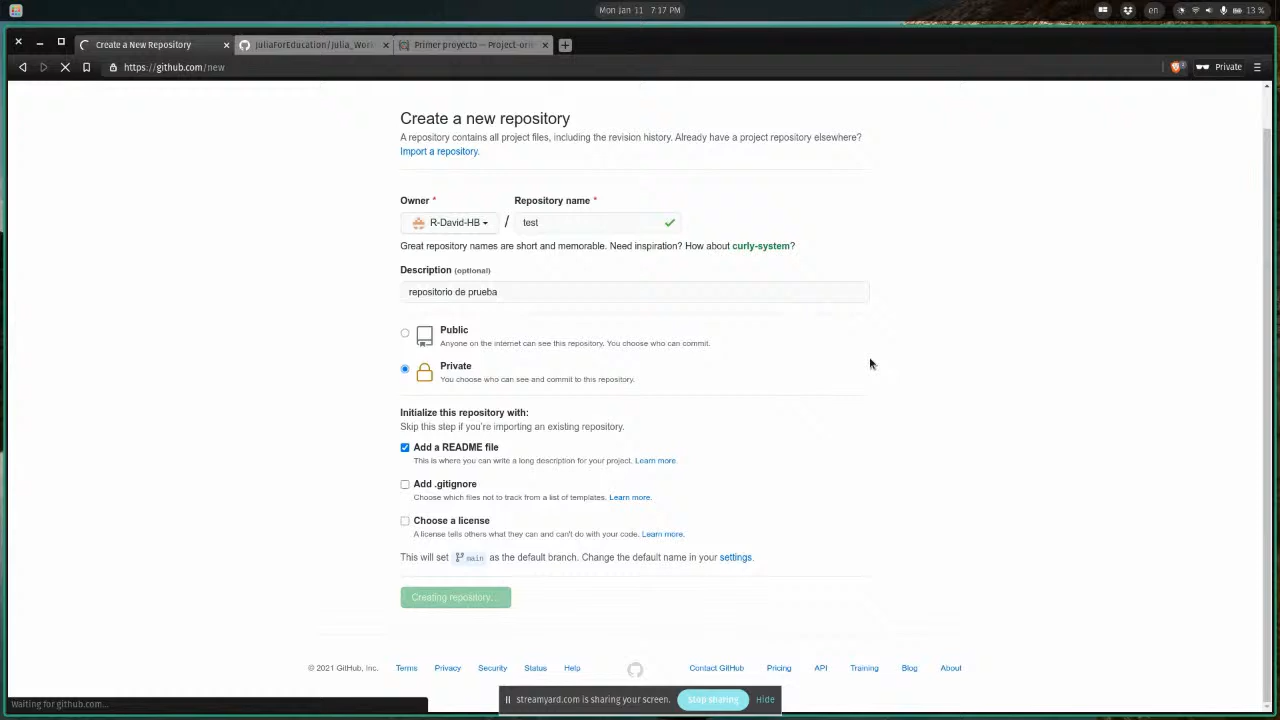 Mon Jan 11 7:17 PM
en
13 %
Create a New Repository
JuliaForEducation/Julia_Wor
Primer proyecto — Project-orie
https://github.com/new
Private
Create a new repository
A repository contains all project files, including the revision history. Already have a project repository elsewhere?
Import a repository.
Owner *
Repository name *
R-David-HB
/
test
Great repository names are short and memorable. Need inspiration? How about curly-system?
Description (optional)
repositorio de prueba
Public
Anyone on the internet can see this repository. You choose who can commit.
Private
You choose who can see and commit to this repository.
Initialize this repository with:
Skip this step if you're importing an existing repository.
Add a README file
This is where you can write a long description for your project. Learn more.
Add .gitignore
Choose which files not to track from a list of templates. Learn more.
Choose a license
A license tells others what they can and can't do with your code. Learn more.
This will set main as the default branch. Change the default name in your settings.
Creating repository...
© 2021 GitHub, Inc. Terms Privacy Security Status Help Contact GitHub Pricing API Training Blog About
streamyard.com is sharing your screen. Stop sharing Hide
Waiting for github.com...